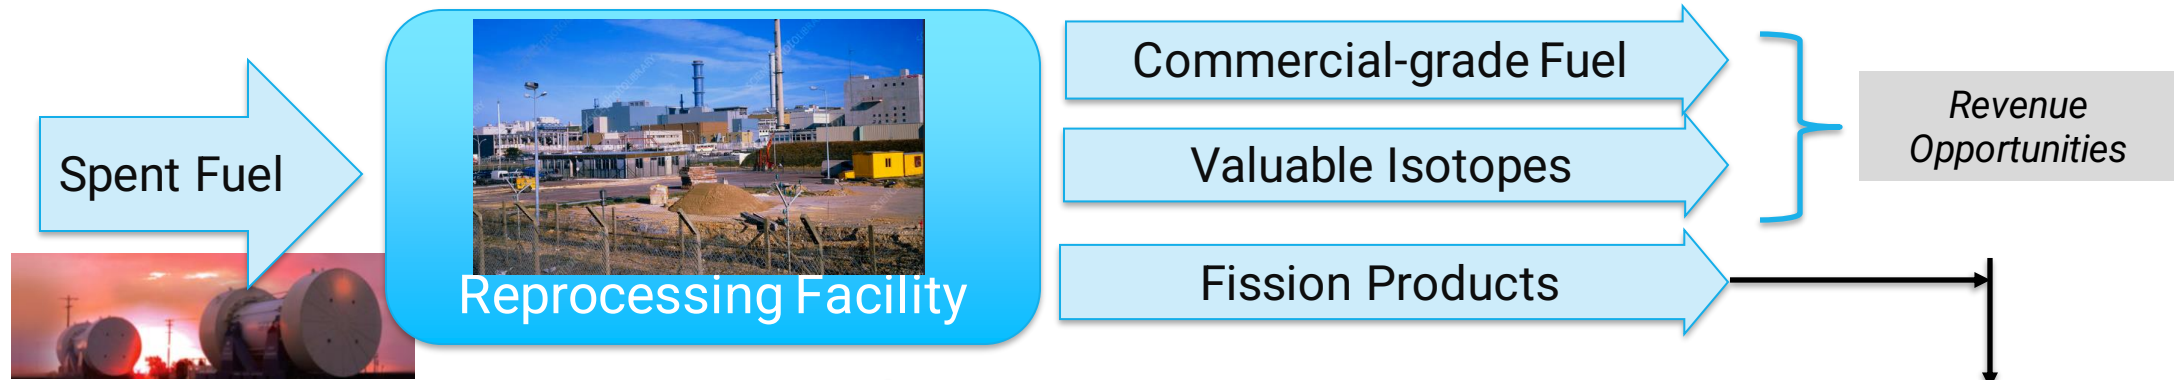 Spent Fuel
Reprocessing Facility
Commercial-grade Fuel
Valuable Isotopes
Fission Products
Revenue
Opportunities